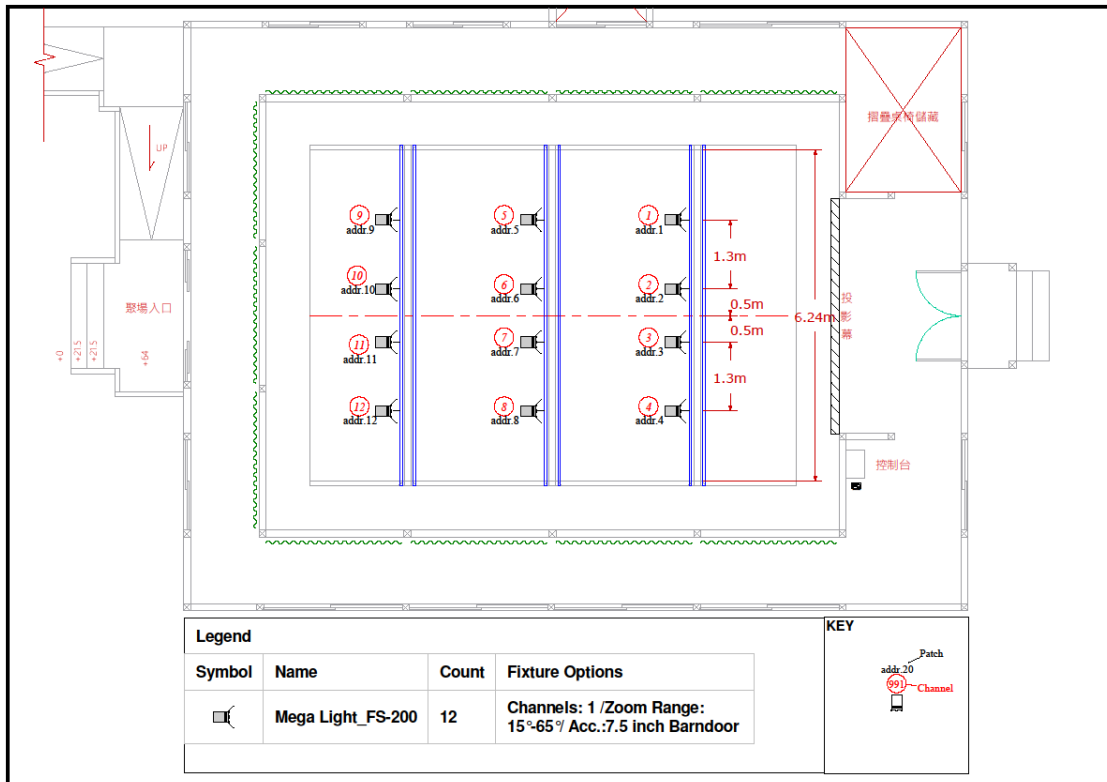 摺疊桌椅儲藏
UP
9
addr.9
5
addr.5
1
addr.1
1.3m
10
addr.10
6
addr.6
2
addr.2
0.5m
聚場入口
6.24m
投影幕
0.5m
11
addr.11
7
addr.7
3
addr.3
+0
+21.5
+21.5
+64
1.3m
12
addr.12
8
addr.8
4
addr.4
控制台
Legend
Symbol Name Count Fixture Options
Mega Light_FS-200 12 Channels: 1 /Zoom Range:
15°-65°/ Acc.:7.5 inch Barndoor
KEY
Patch
addr.20
991
Channel